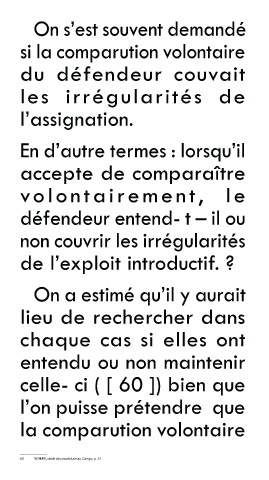 On s’est souvent demandé
si la comparution volontaire
du défendeur couvait
les irrégularités de
l’assignation.
En d’autre termes : lorsqu’il
accepte de comparaître
volontairement, le
défendeur entend- t – il ou
non couvrir les irrégularités
de l’exploit introductif. ?
On a estimé qu’il y aurait
lieu de rechercher dans
chaque cas si elles ont
entendu ou non maintenir
celle- ci ( [ 60 ]) bien que
l’on puisse prétendre que
la comparution volontaire